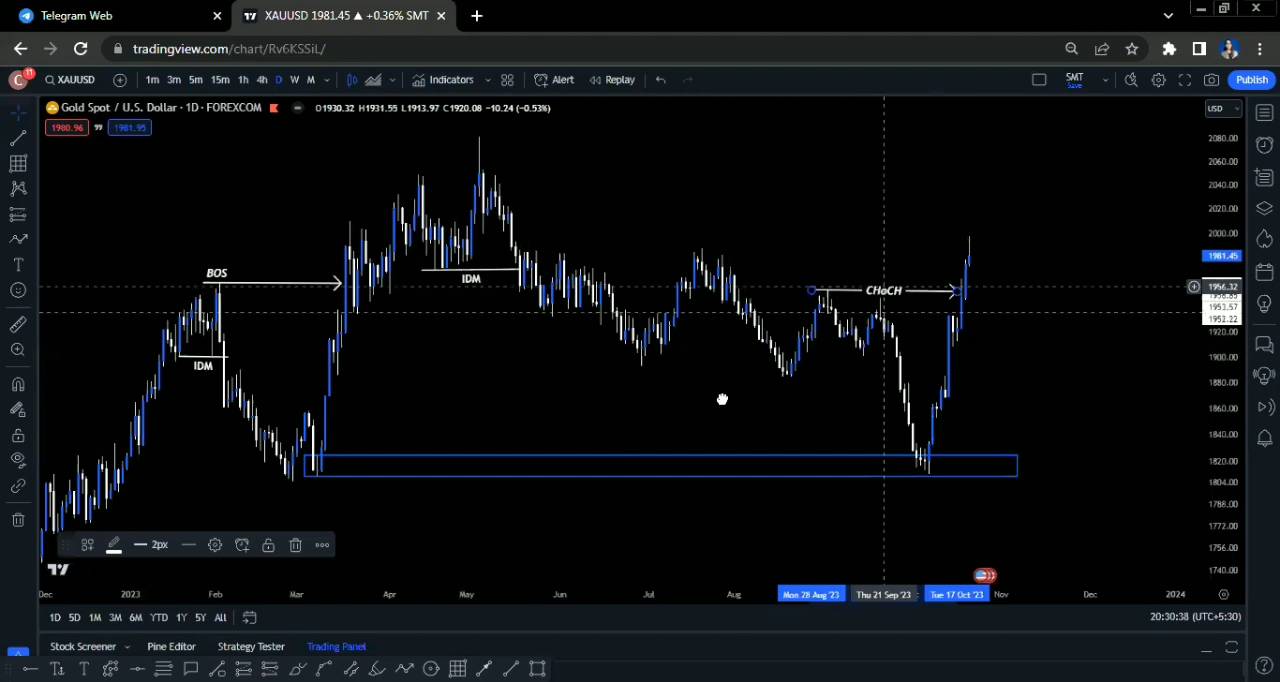 Telegram Web
XAUUSD 1981.45 ▲ +0.36% SMT
tradingview.com/chart/Rv6KSSiL/
C 11 XAUUSD 1m 3m 5m 15m 1h 4h D W M Indicators Alert Replay SMT Save Publish
Gold Spot / U.S. Dollar · 1D · FOREXCOM O1930.32 H1931.55 L1913.97 C1920.08 −10.24 (−0.53%)
USD
1980.96 99 1981.95
2080.00
2060.00
2040.00
2020.00
2000.00
1981.45
BOS
IDM
CHoCH
1956.32
1953.57
1952.22
1920.00
IDM
1900.00
1880.00
1860.00
1840.00
1820.00
1804.00
1788.00
1772.00
1756.00
1740.00
2px
Dec 2023 Feb Mar Apr May Jun Jul Aug Mon 28 Aug '23 Thu 21 Sep '23 Tue 17 Oct '23 Nov Dec 2024
1D 5D 1M 3M 6M YTD 1Y 5Y All 20:30:38 (UTC+5:30)
Stock Screener Pine Editor Strategy Tester Trading Panel